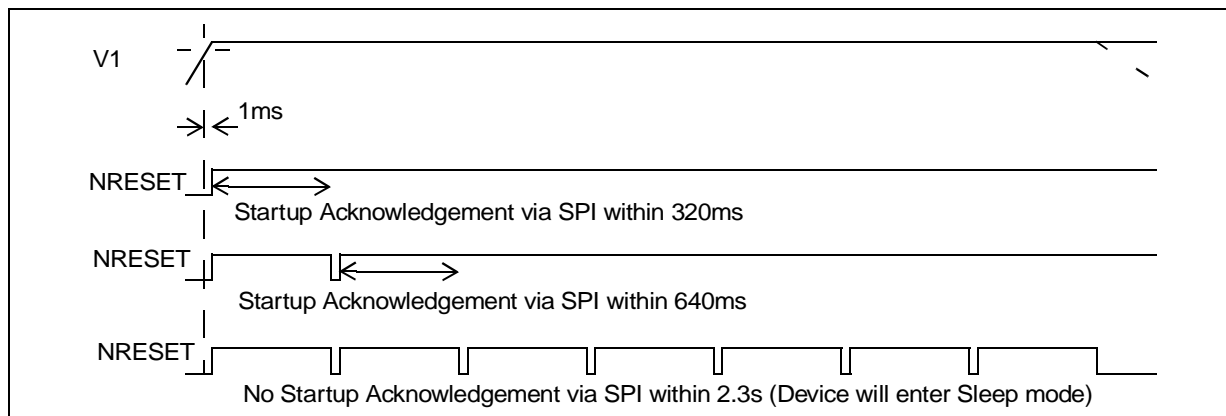 V1
1ms
NRESET
Startup Acknowledgement via SPI within 320ms
NRESET
Startup Acknowledgement via SPI within 640ms
NRESET
No Startup Acknowledgement via SPI within 2.3s (Device will enter Sleep mode)